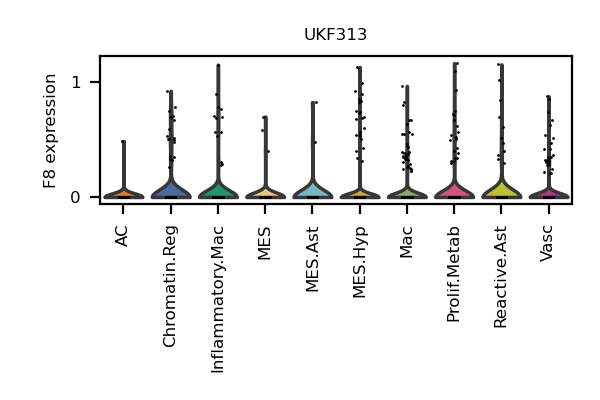 UKF313
F8 expression
1
0
AC
Chromatin.Reg
Inflammatory.Mac
MES
MES.Ast
MES.Hyp
Mac
Prolif.Metab
Reactive.Ast
Vasc